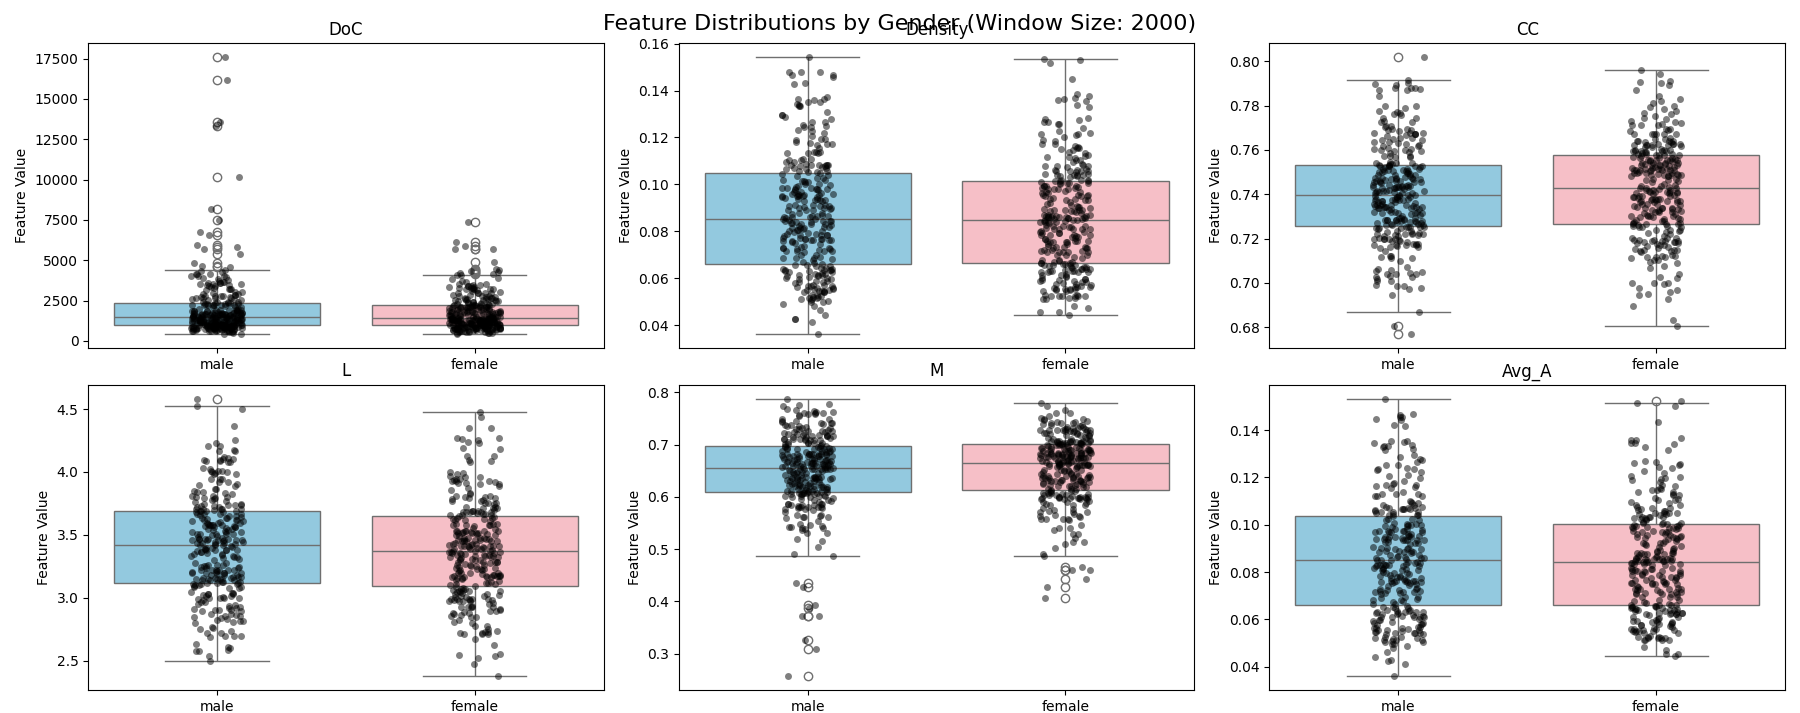 Feature Distributions by Gender (Window Size: 2000)
DoC
Feature Value
17500
15000
12500
10000
7500
5000
2500
0
male
female
Density
Feature Value
0.16
0.14
0.12
0.10
0.08
0.06
0.04
male
female
CC
Feature Value
0.80
0.78
0.76
0.74
0.72
0.70
0.68
male
female
L
Feature Value
4.5
4.0
3.5
3.0
2.5
male
female
M
Feature Value
0.8
0.7
0.6
0.5
0.4
0.3
male
female
Avg_A
Feature Value
0.14
0.12
0.10
0.08
0.06
0.04
male
female